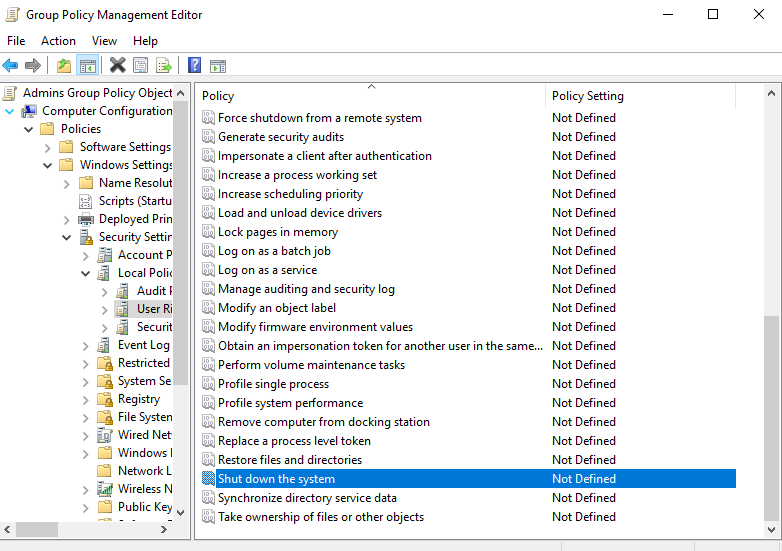 Group Policy Management Editor
File Action View Help
Admins Group Policy Object
Computer Configuration
Policies
Software Settings
Windows Settings
Name Resolut
Scripts (Startu
Deployed Prin
Security Settin
Account P
Local Polic
Audit P
User Ri
Securit
Event Log
Restricted
System Se
Registry
File System
Wired Net
Windows
Network L
Wireless N
Public Key
Policy Policy Setting
Force shutdown from a remote system Not Defined
Generate security audits Not Defined
Impersonate a client after authentication Not Defined
Increase a process working set Not Defined
Increase scheduling priority Not Defined
Load and unload device drivers Not Defined
Lock pages in memory Not Defined
Log on as a batch job Not Defined
Log on as a service Not Defined
Manage auditing and security log Not Defined
Modify an object label Not Defined
Modify firmware environment values Not Defined
Obtain an impersonation token for another user in the same... Not Defined
Perform volume maintenance tasks Not Defined
Profile single process Not Defined
Profile system performance Not Defined
Remove computer from docking station Not Defined
Replace a process level token Not Defined
Restore files and directories Not Defined
Shut down the system Not Defined
Synchronize directory service data Not Defined
Take ownership of files or other objects Not Defined